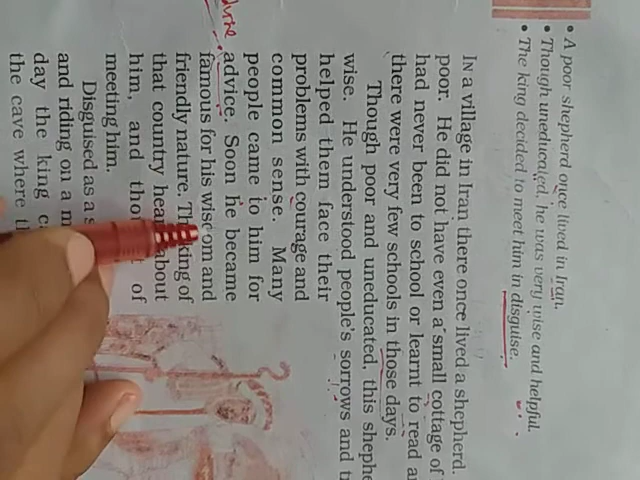 • A poor shepherd once lived in Iran.
• Though uneducated, he was very wise and helpful.
• The king decided to meet him in disguise.
In a village in Iran there once lived a shepherd.
poor. He did not have even a small cottage of
had never been to school or learnt to read
there were very few schools in those days.
Though poor and uneducated, this
wise. He understood people's sorrows and
helped them face their
problems with courage and
common sense. Many
people came to him for
advice. Soon he became
famous for his wisdom and
friendly nature. The king of
that country about
him, and of
meeting him.
Disguised as a
and riding on a
day the king
the cave where